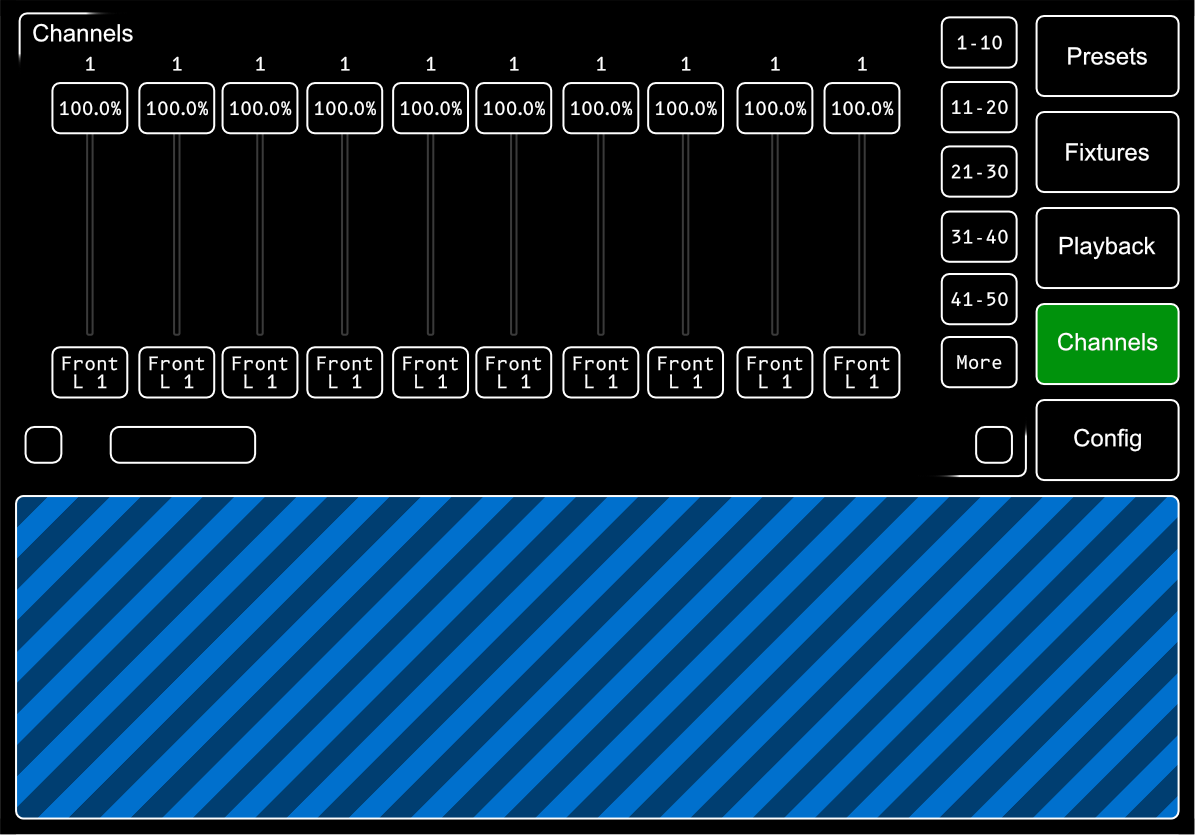 Channels
1 1 1 1 1 1 1 1 1 1
100.0% 100.0% 100.0% 100.0% 100.0% 100.0% 100.0% 100.0% 100.0% 100.0%
Front Front Front Front Front Front Front Front Front Front
L 1 L 1 L 1 L 1 L 1 L 1 L 1 L 1 L 1 L 1
1-10
11-20
21-30
31-40
41-50
More
Presets
Fixtures
Playback
Channels
Config